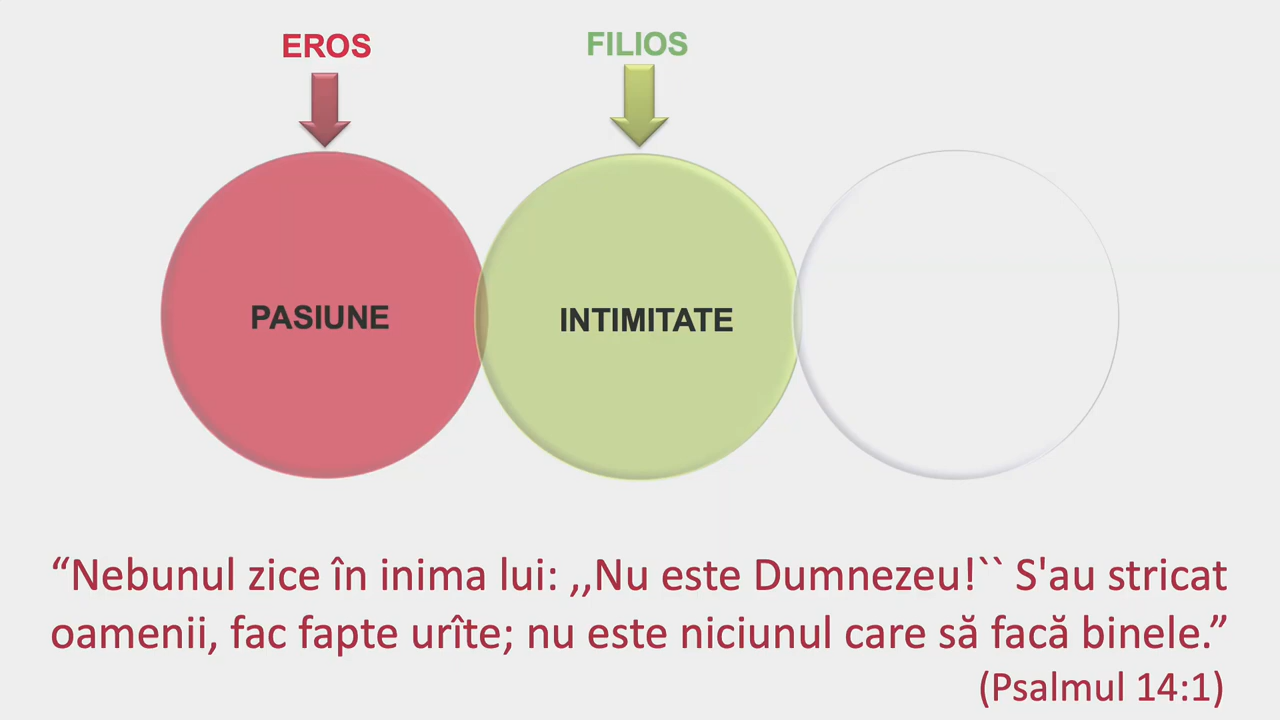 EROS
FILIOS
PASIUNE
INTIMITATE
“Nebunul zice în inima lui: ,,Nu este Dumnezeu!`` S'au stricat
oamenii, fac fapte urîte; nu este niciunul care să facă binele.”
(Psalmul 14:1)